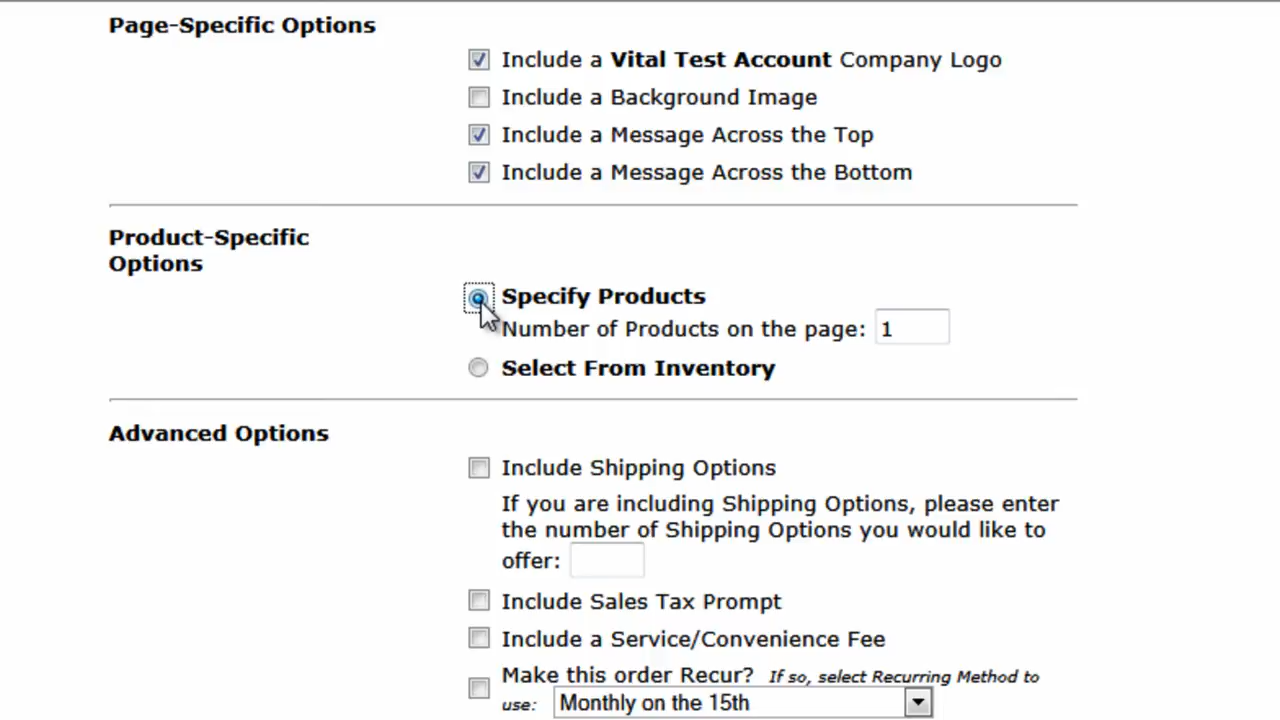 Page-Specific Options
Include a Vital Test Account Company Logo
Include a Background Image
Include a Message Across the Top
Include a Message Across the Bottom
Product-Specific
Options
Specify Products
Number of Products on the page: 1
Select From Inventory
Advanced Options
Include Shipping Options
If you are including Shipping Options, please enter
the number of Shipping Options you would like to
offer:
Include Sales Tax Prompt
Include a Service/Convenience Fee
Make this order Recur? If so, select Recurring Method to
use: Monthly on the 15th